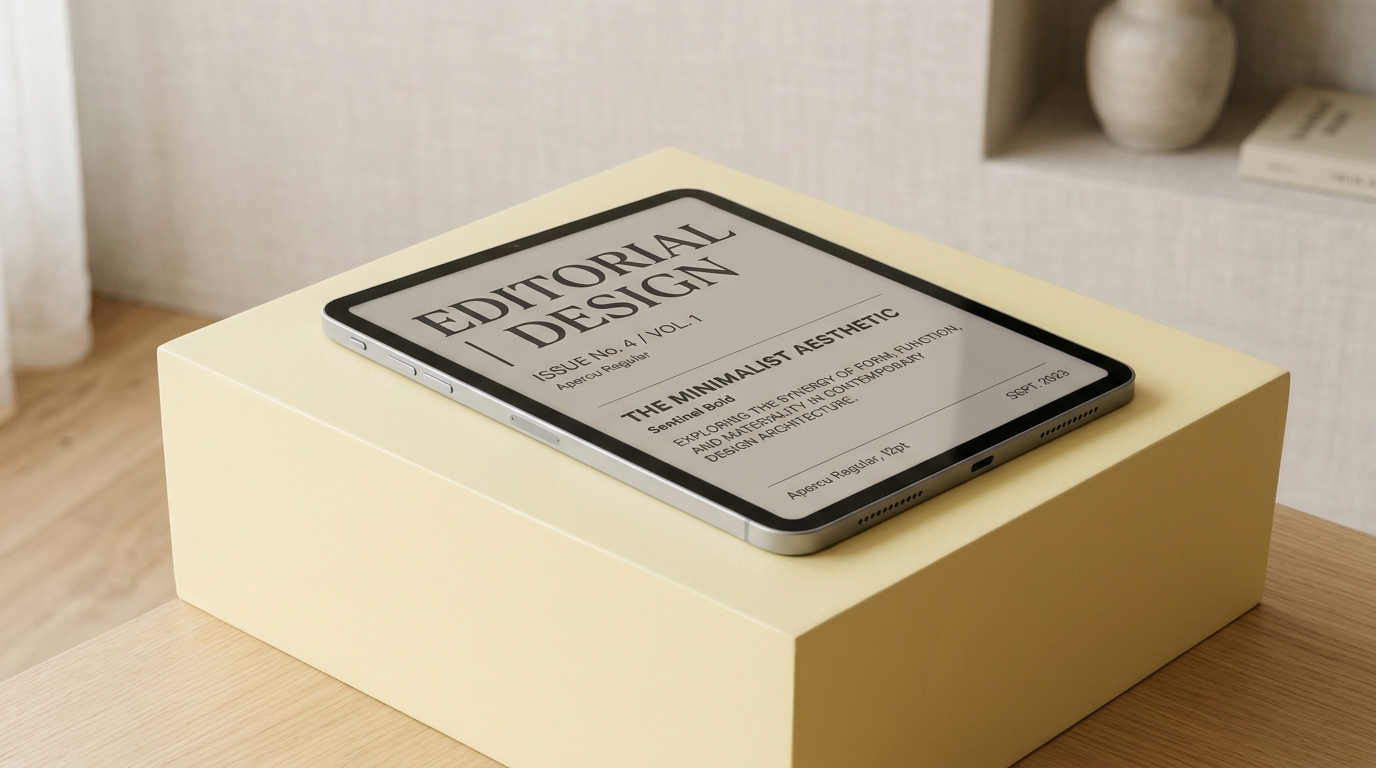 EDITORIAL
| DESIGN
ISSUE No. 4 / VOL. 1
Apercu Regular
THE MINIMALIST AESTHETIC
Sentinel Bold
EXPLORING THE SYNERGY OF FORM, FUNCTION,
AND MATERIALITY IN CONTEMPORARY
DESIGN ARCHITECTURE.
SEPT. 2023
Apercu Regular, 12pt